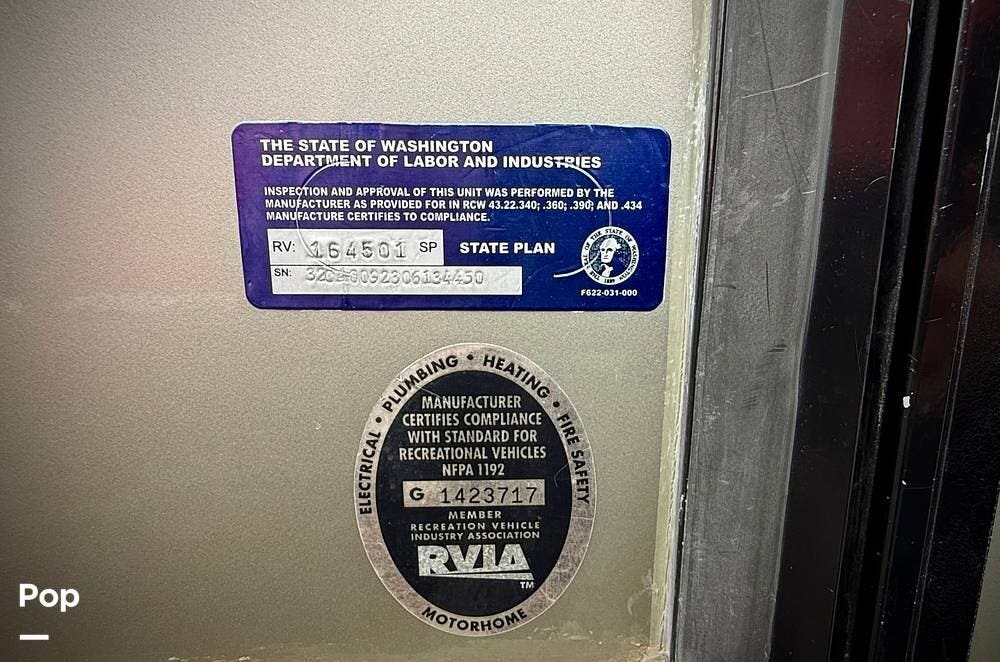 THE STATE OF WASHINGTON
DEPARTMENT OF LABOR AND INDUSTRIES
INSPECTION AND APPROVAL OF THIS UNIT WAS PERFORMED BY THE
MANUFACTURER AS PROVIDED FOR IN RCW 43.22.340; .360; .390; AND .434
MANUFACTURE CERTIFIES TO COMPLIANCE.
RV: 164501 SP STATE PLAN
SN:
F622-031-000
ELECTRICAL • PLUMBING • HEATING • FIRE SAFETY
MANUFACTURER
CERTIFIES COMPLIANCE
WITH STANDARD FOR
RECREATIONAL VEHICLES
NFPA 1192
G 1423717
MEMBER
RECREATION VEHICLE
INDUSTRY ASSOCIATION
RVIA
TM
MOTORHOME
Pop